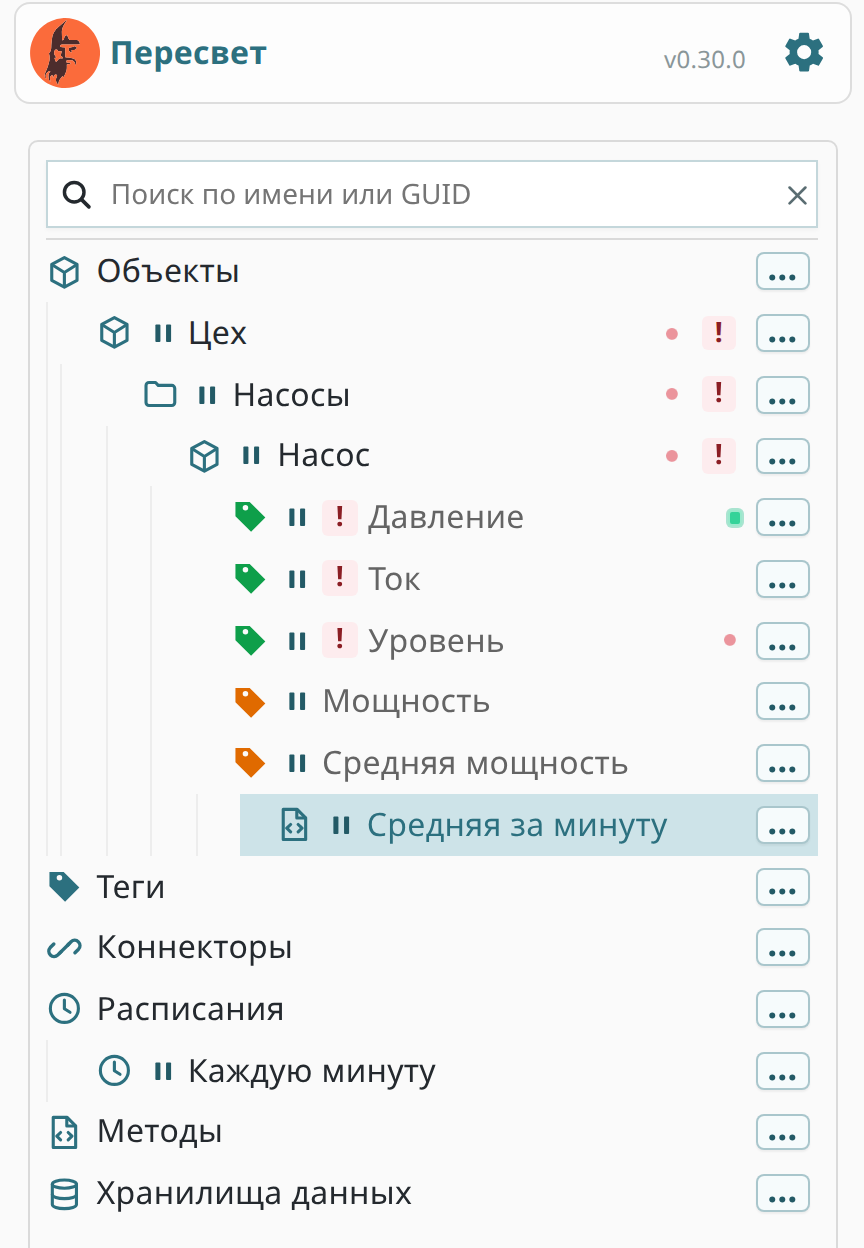 Пересвет
v0.30.0
Поиск по имени или GUID
Объекты ...
Цех ! ...
Насосы ! ...
Насос ! ...
! Давление ...
! Ток ...
! Уровень ...
Мощность ...
Средняя мощность ...
Средняя за минуту ...
Теги ...
Коннекторы ...
Расписания ...
Каждую минуту ...
Методы ...
Хранилища данных ...